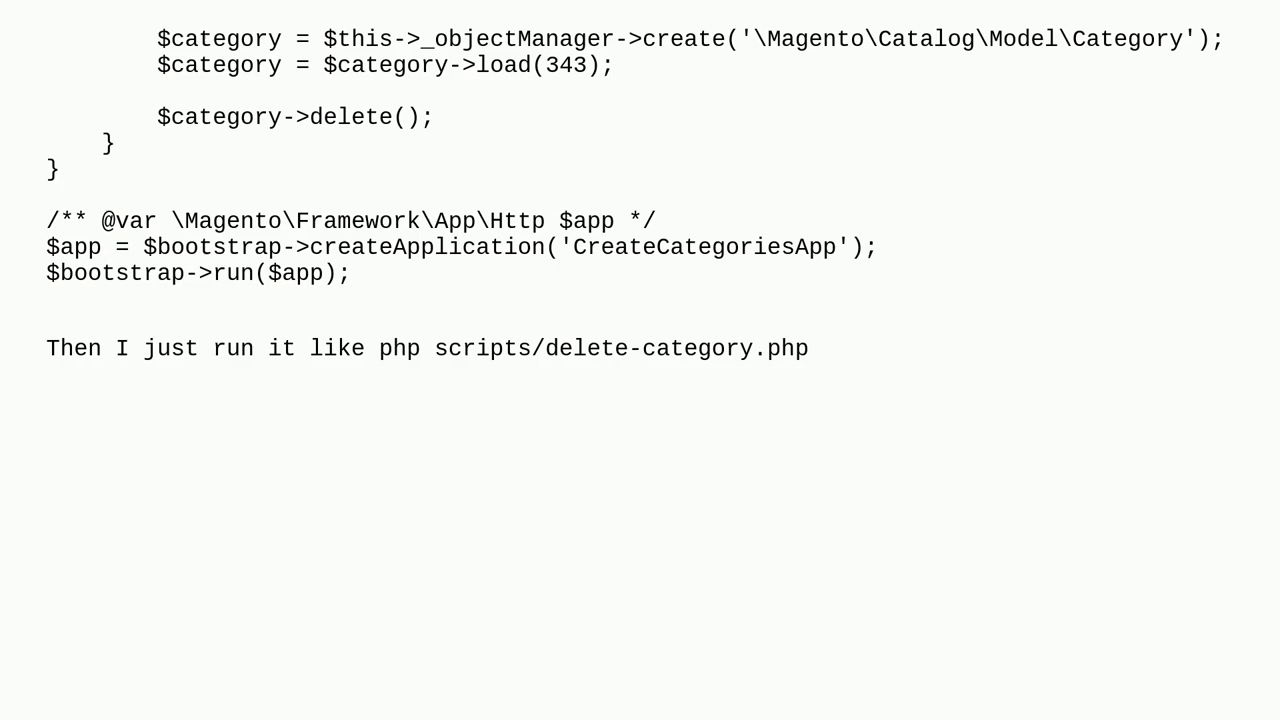 $category = $this->_objectManager->create('\Magento\Catalog\Model\Category');
$category = $category->load(343);
$category->delete();
}
}
/** @var \Magento\Framework\App\Http $app */
$app = $bootstrap->createApplication('CreateCategoriesApp');
$bootstrap->run($app);
Then I just run it like php scripts/delete-category.php